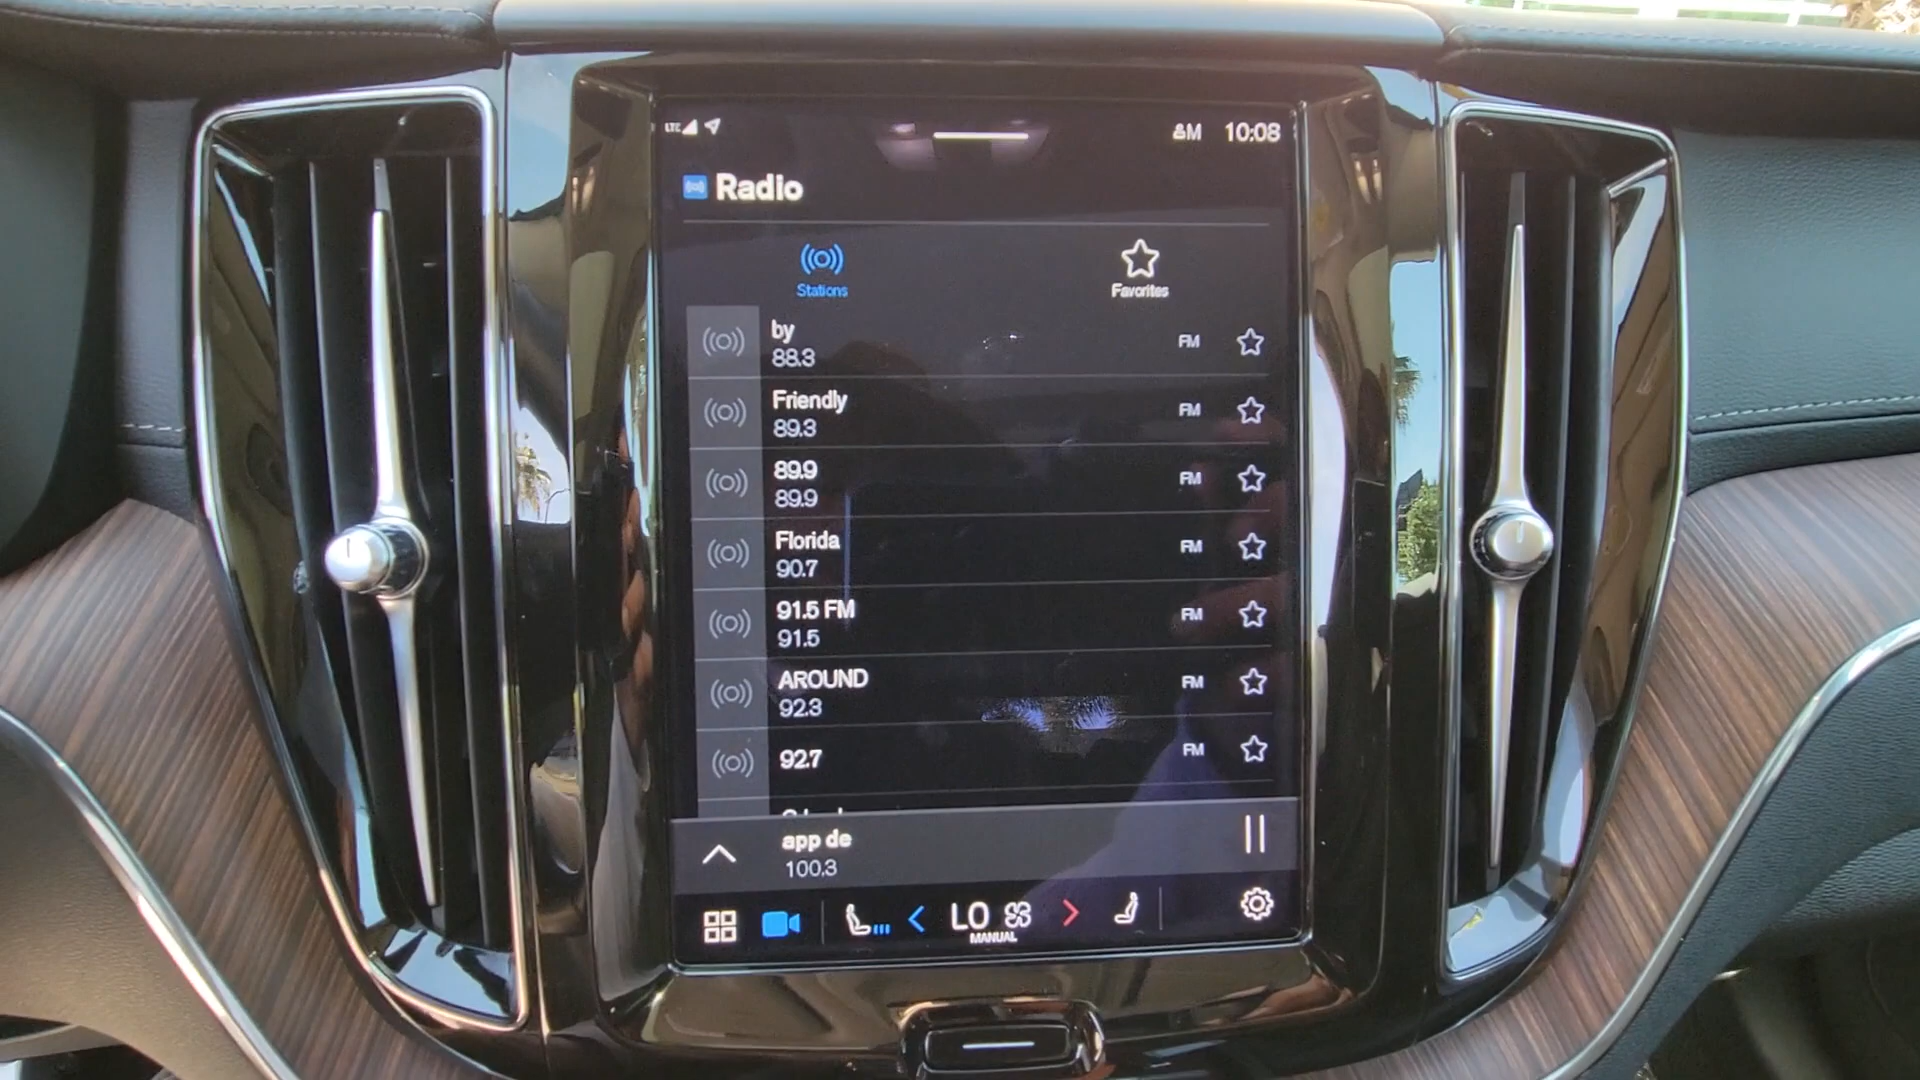 LTE
M 10:08
Radio
Stations
Favorites
by
88.3
FM
Friendly
89.3
FM
89.9
89.9
FM
Florida
90.7
FM
91.5 FM
91.5
FM
AROUND
92.3
FM
92.7
FM
app de
100.3
LO
MANUAL